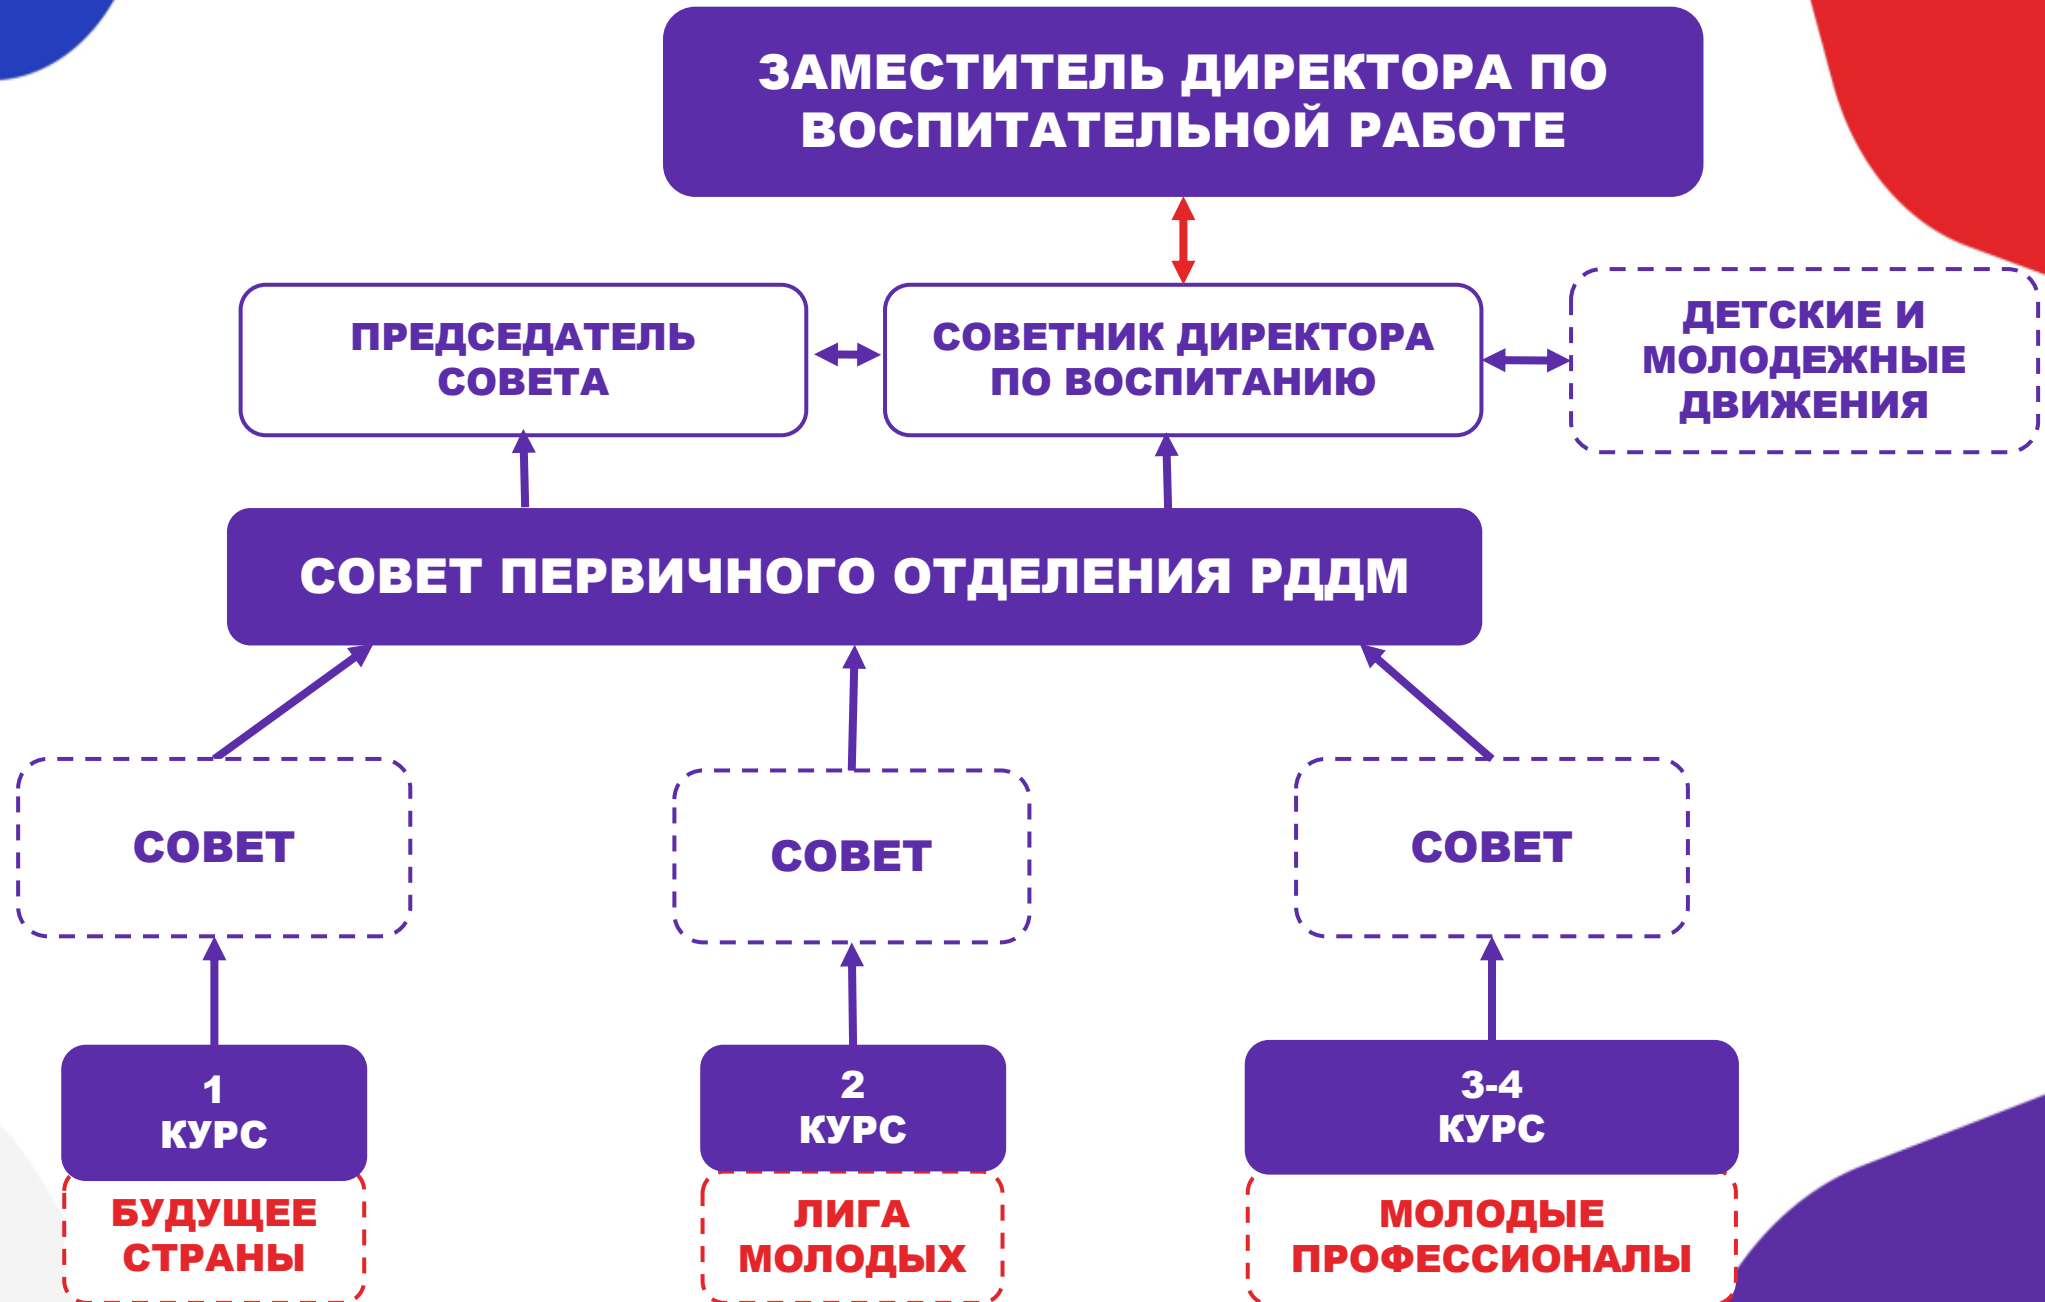 ЗАМЕСТИТЕЛЬ ДИРЕКТОРА ПО
ВОСПИТАТЕЛЬНОЙ РАБОТЕ
ПРЕДСЕДАТЕЛЬ
СОВЕТА
СОВЕТНИК ДИРЕКТОРА
ПО ВОСПИТАНИЮ
ДЕТСКИЕ И
МОЛОДЕЖНЫЕ
ДВИЖЕНИЯ
СОВЕТ ПЕРВИЧНОГО ОТДЕЛЕНИЯ РДДМ
СОВЕТ
СОВЕТ
СОВЕТ
1
КУРС
БУДУЩЕЕ
СТРАНЫ
2
КУРС
ЛИГА
МОЛОДЫХ
3-4
КУРС
МОЛОДЫЕ
ПРОФЕССИОНАЛЫ